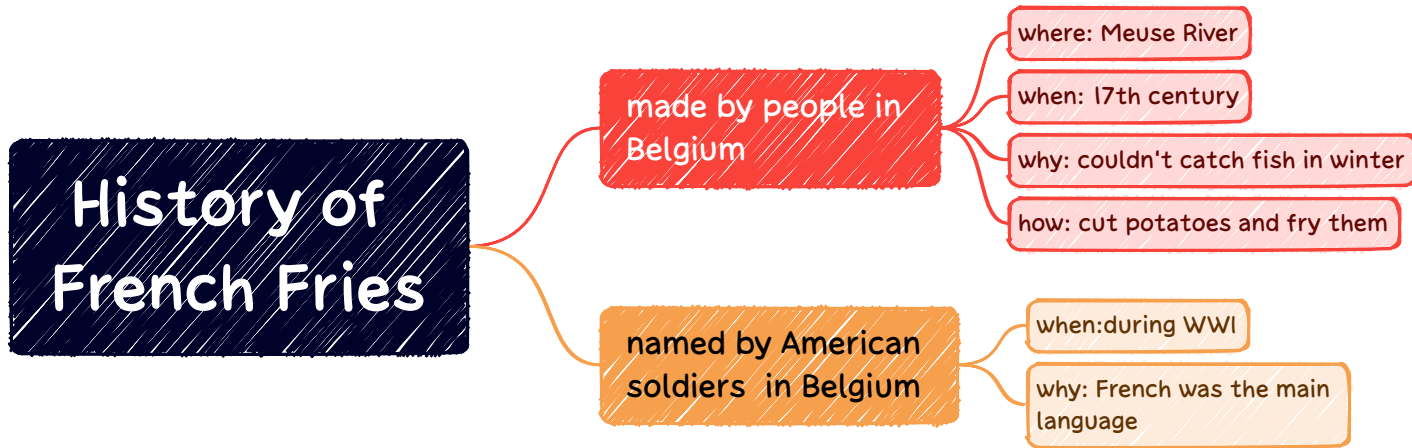 History of
French Fries
made by people in
Belgium
where: Meuse River
when: 17th century
why: couldn't catch fish in winter
how: cut potatoes and fry them
named by American
soldiers in Belgium
when:during WWI
why: French was the main
language